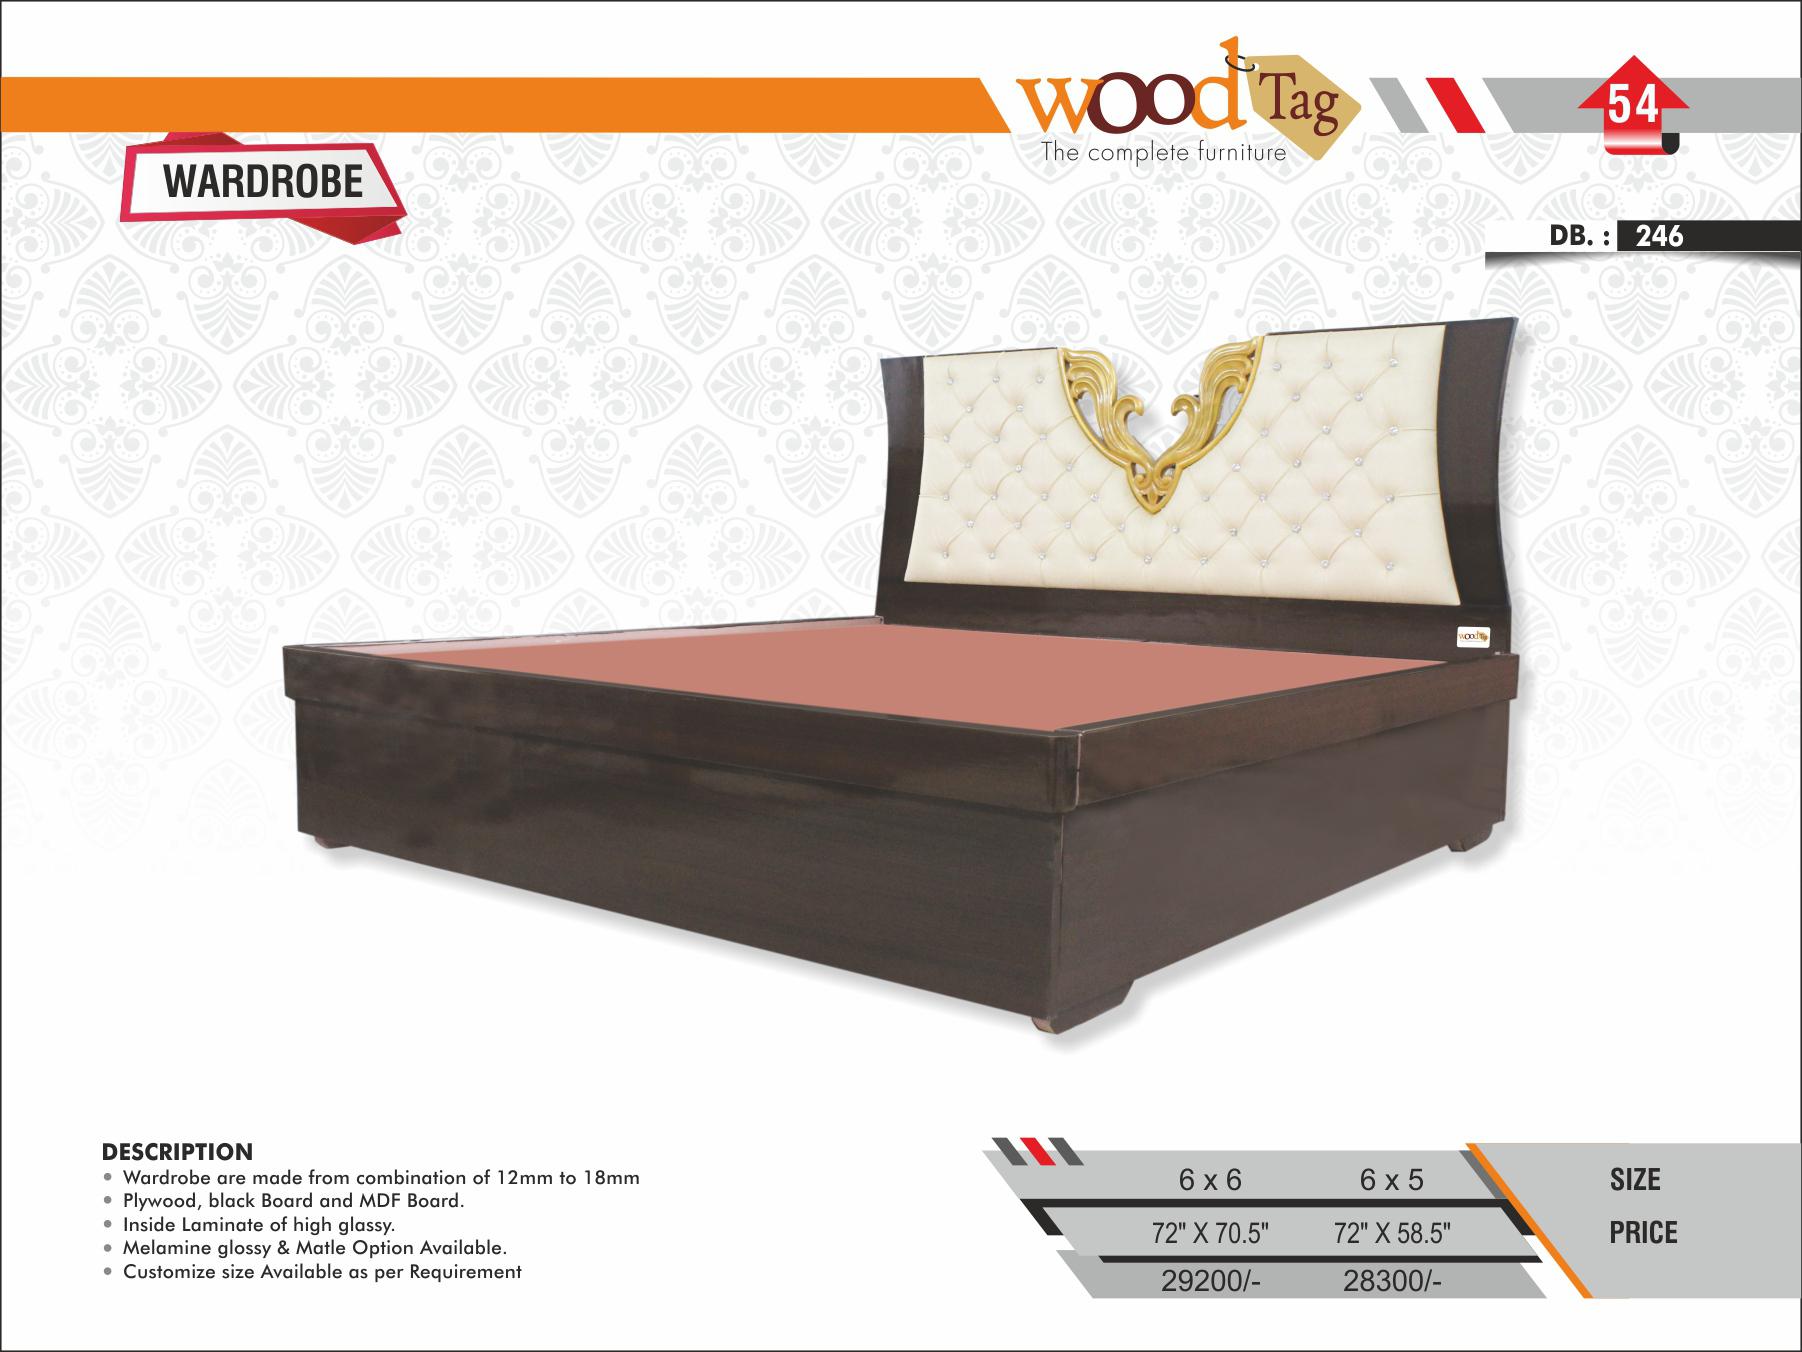 wood Tag
The complete furniture
54
WARDROBE
DB. : 246
wood Tag
DESCRIPTION
• Wardrobe are made from combination of 12mm to 18mm
• Plywood, black Board and MDF Board.
• Inside Laminate of high glassy.
• Melamine glossy & Matle Option Available.
• Customize size Available as per Requirement
6 x 6 6 x 5 SIZE
72" X 70.5" 72" X 58.5" PRICE
29200/- 28300/-